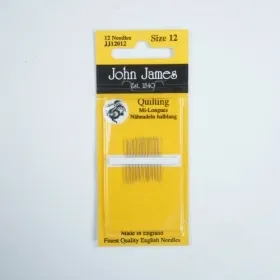 12 Needles
JJ12012
Size 12
John James
Est. 1840
Quilting
Mi-Longues
Nähnadeln halblang
Made in England
Finest Quality English Needles